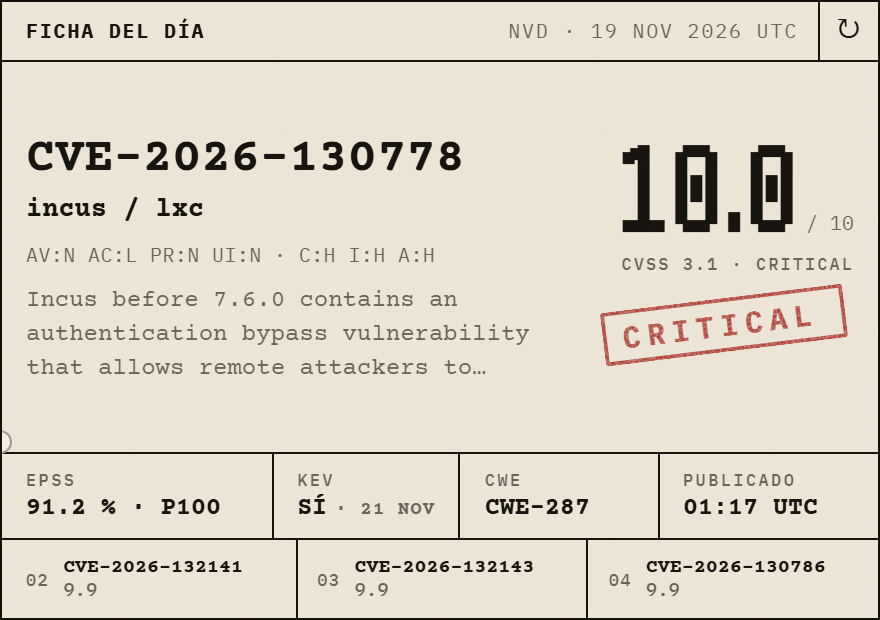 FICHA DEL DÍA
NVD · 19 NOV 2026 UTC
↻
CVE-2026-130778
incus / lxc
AV:N AC:L PR:N UI:N · C:H I:H A:H
Incus before 7.6.0 contains an
authentication bypass vulnerability
that allows remote attackers to…
10.0 / 10
CVSS 3.1 · CRITICAL
CRITICAL
EPSS
91.2 % · P100
KEV
SÍ · 21 NOV
CWE
CWE-287
PUBLICADO
01:17 UTC
02 CVE-2026-132141
9.9
03 CVE-2026-132143
9.9
04 CVE-2026-130786
9.9